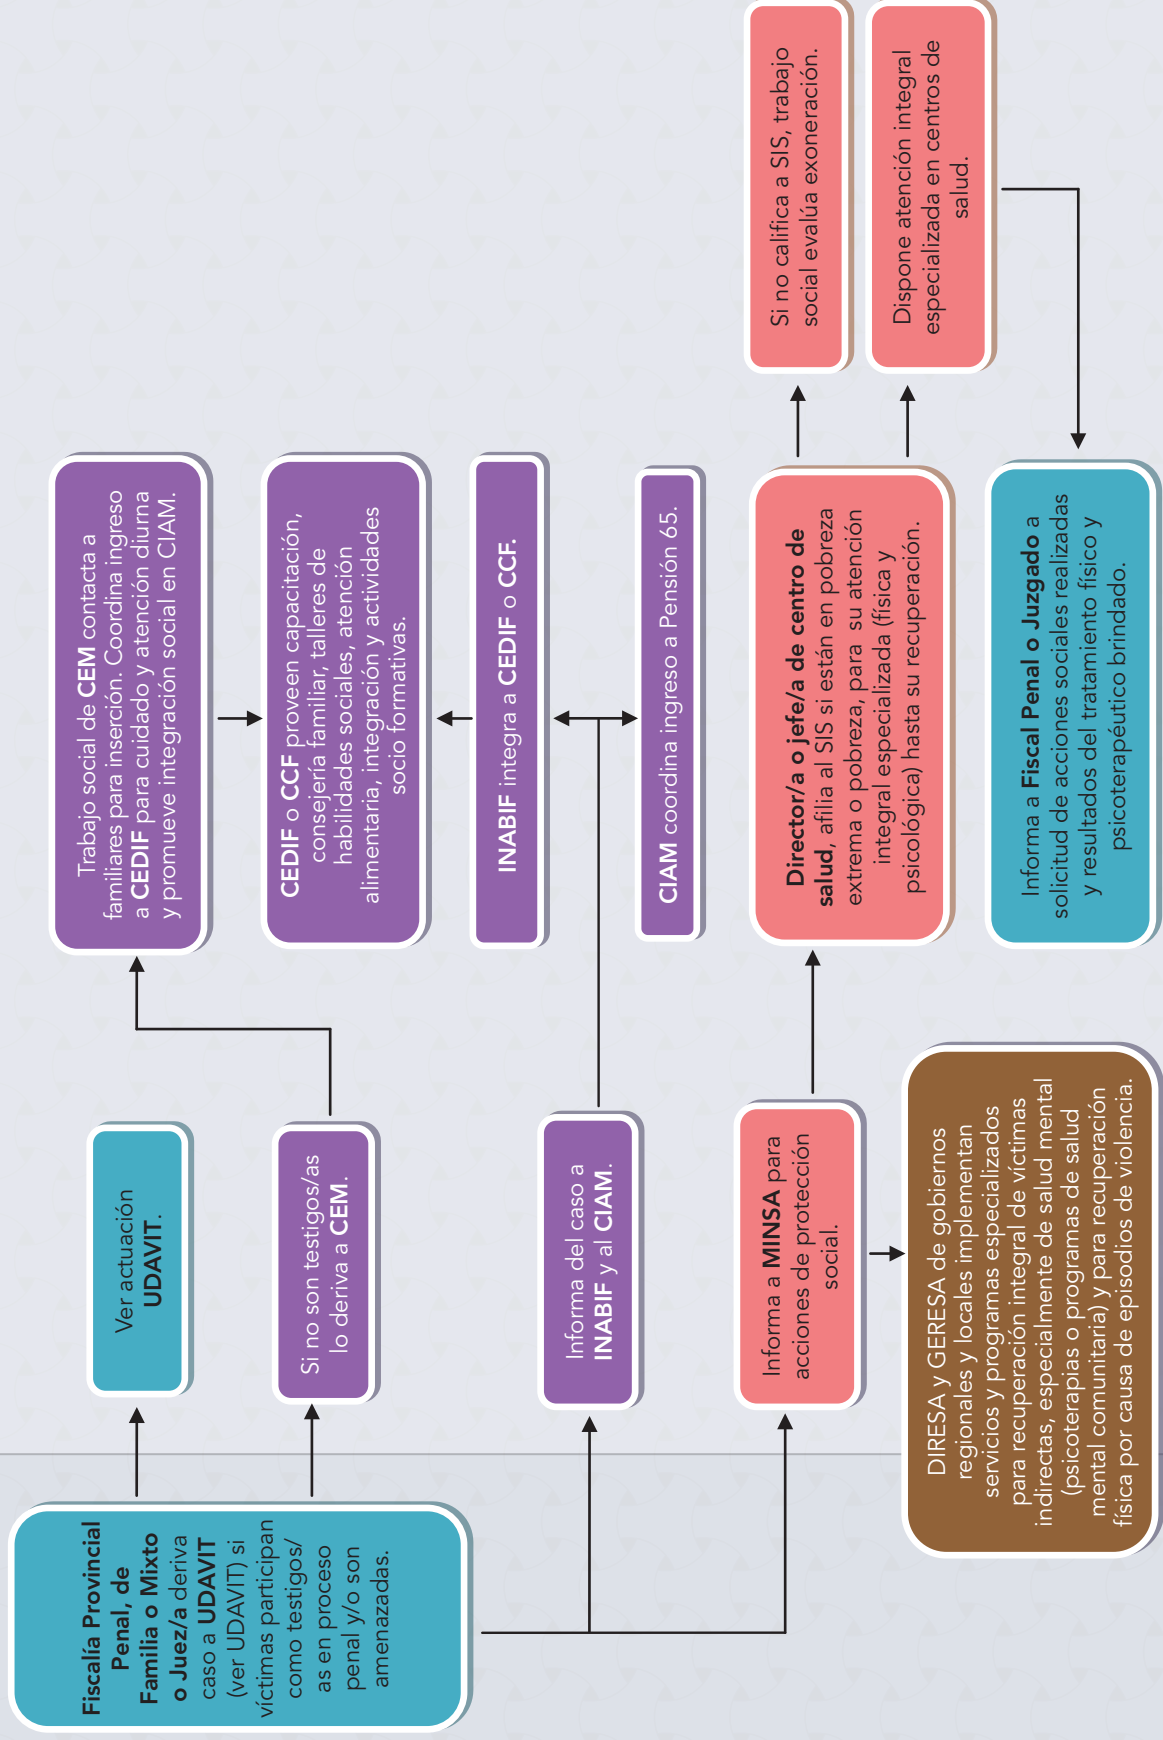 Fiscalía Provincial
Penal, de
Familia o Mixto
o Juez/a deriva
caso a UDAVIT
(ver UDAVIT) si
víctimas participan
como testigos/
as en proceso
penal y/o son
amenazadas.
Ver actuación
UDAVIT.
Si no son testigos/as
lo deriva a CEM.
Informa del caso a
INABIF y al CIAM.
Informa a MINSA para
acciones de protección
social.
DIRESA y GERESA de gobiernos
regionales y locales implementan
servicios y programas especializados
para recuperación integral de víctimas
indirectas, especialmente de salud mental
(psicoterapias o programas de salud
mental comunitaria) y para recuperación
física por causa de episodios de violencia.
Trabajo social de CEM contacta a
familiares para inserción. Coordina ingreso
a CEDIF para cuidado y atención diurna
y promueve integración social en CIAM.
CEDIF o CCF proveen capacitación,
consejería familiar, talleres de
habilidades sociales, atención
alimentaria, integración y actividades
socio formativas.
INABIF integra a CEDIF o CCF.
CIAM coordina ingreso a Pensión 65.
Director/a o jefe/a de centro de
salud, afilia al SIS si están en pobreza
extrema o pobreza, para su atención
integral especializada (física y
psicológica) hasta su recuperación.
Informa a Fiscal Penal o Juzgado a
solicitud de acciones sociales realizadas
y resultados del tratamiento físico y
psicoterapéutico brindado.
Si no califica a SIS, trabajo
social evalúa exoneración.
Dispone atención integral
especializada en centros de
salud.